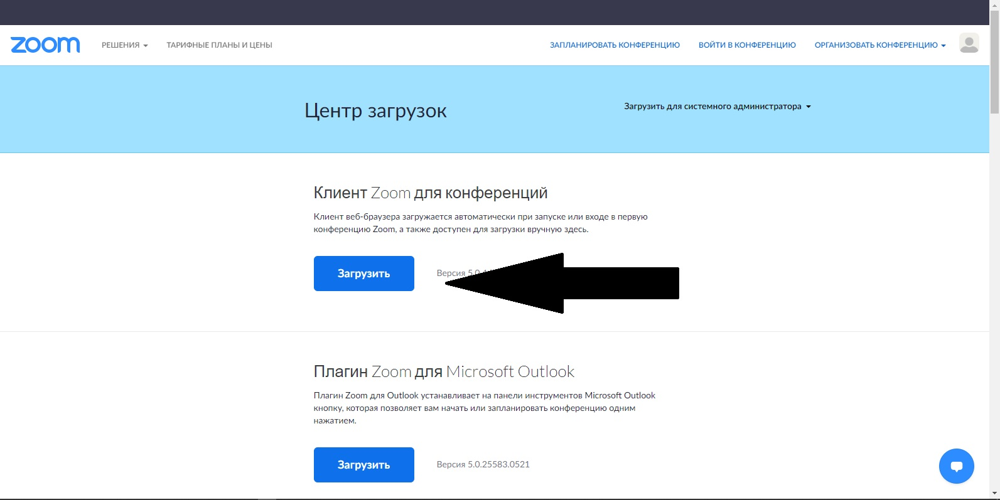 zoom РЕШЕНИЯ ТАРИФНЫЕ ПЛАНЫ И ЦЕНЫ ЗАПЛАНИРОВАТЬ КОНФЕРЕНЦИЮ ВОЙТИ В КОНФЕРЕНЦИЮ ОРГАНИЗОВАТЬ КОНФЕРЕНЦИЮ
Центр загрузок Загрузить для системного администратора
Клиент Zoom для конференций
Клиент веб-браузера загружается автоматически при запуске или входе в первую
конференцию Zoom, а также доступен для загрузки вручную здесь.
Загрузить Версия
Плагин Zoom для Microsoft Outlook
Плагин Zoom для Outlook устанавливает на панели инструментов Microsoft Outlook
кнопку, которая позволяет вам начать или запланировать конференцию одним
нажатием.
Загрузить Версия 5.0.25583.0521